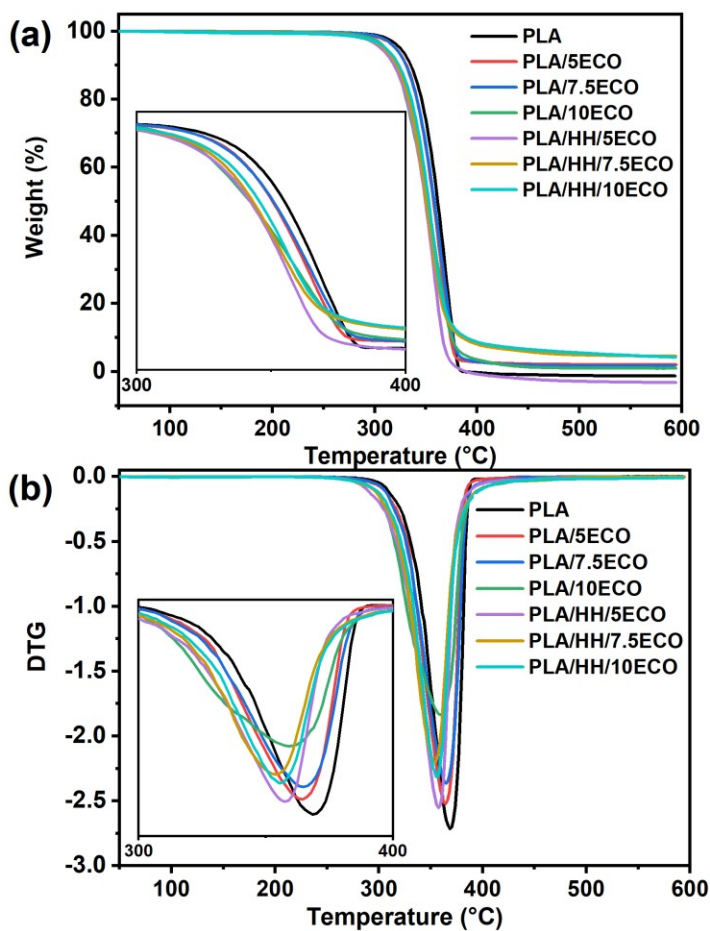 (a)
100
80
60
40
20
0
Weight (%)
PLA
PLA/5ECO
PLA/7.5ECO
PLA/10ECO
PLA/HH/5ECO
PLA/HH/7.5ECO
PLA/HH/10ECO
300 400
100 200 300 400 500 600
Temperature (°C)
(b)
0.0
-0.5
-1.0
-1.5
-2.0
-2.5
-3.0
DTG
PLA
PLA/5ECO
PLA/7.5ECO
PLA/10ECO
PLA/HH/5ECO
PLA/HH/7.5ECO
PLA/HH/10ECO
300 400
100 200 300 400 500 600
Temperature (°C)